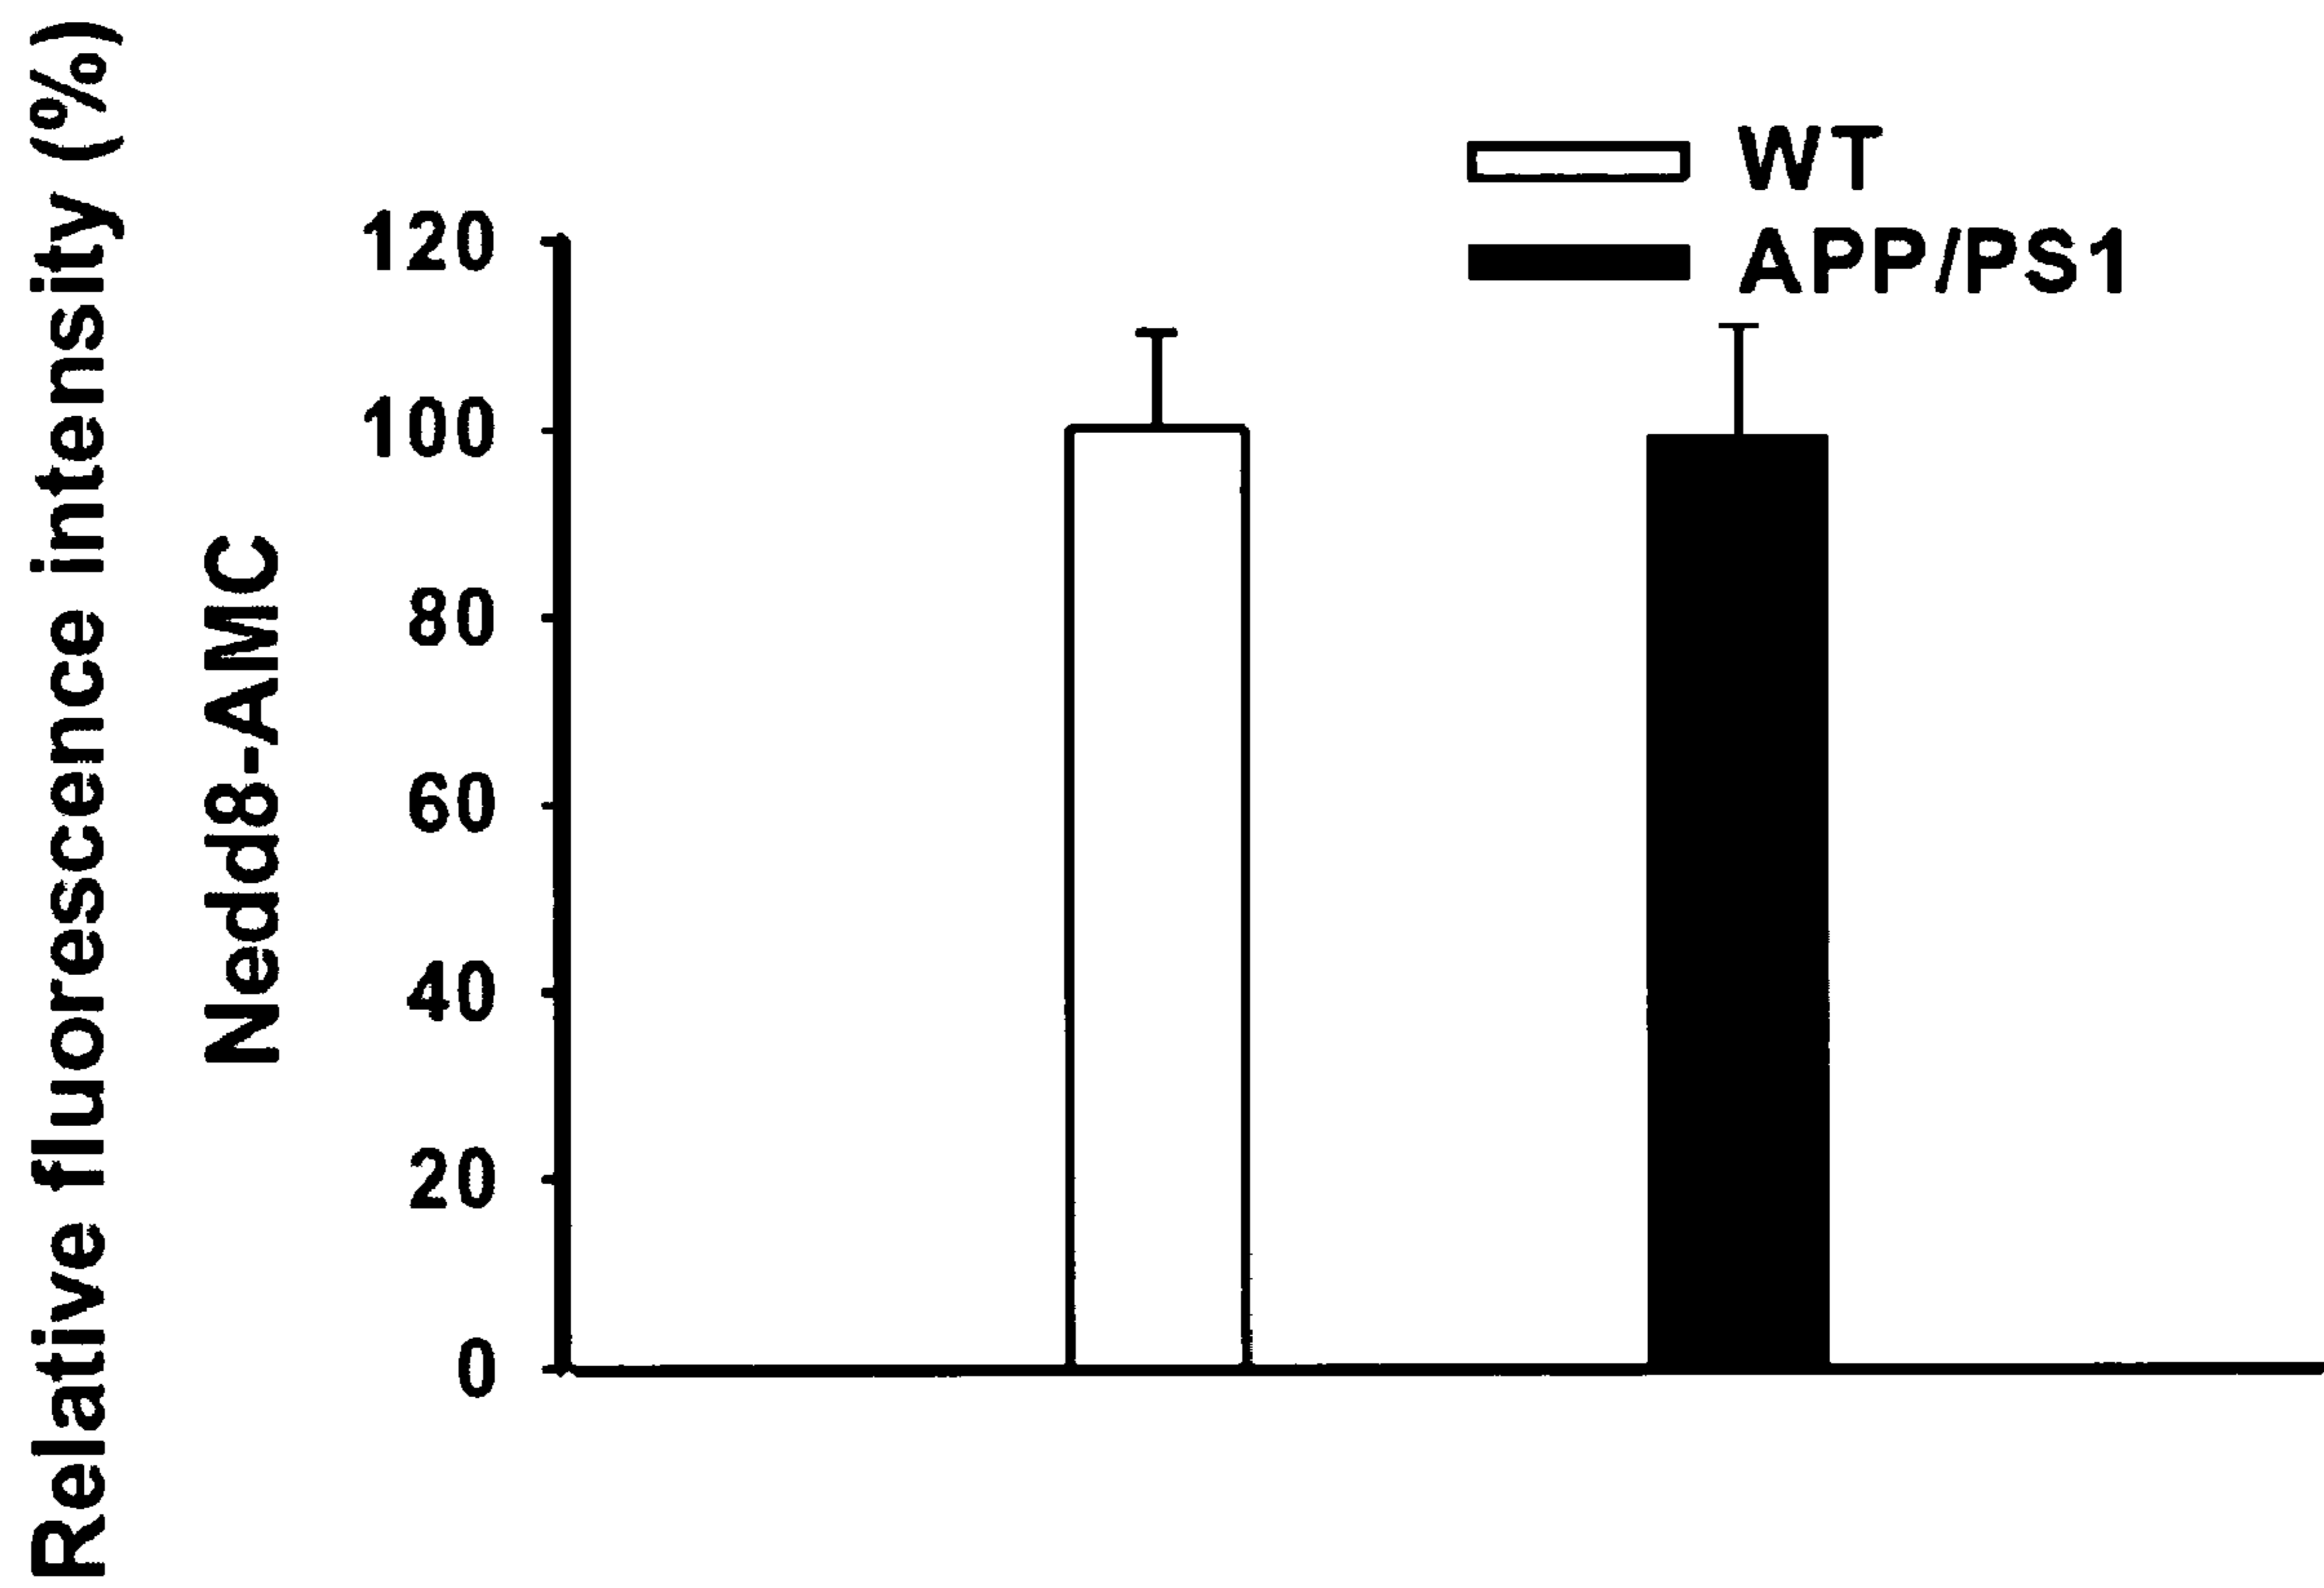 Relative fluorescence intensity (%)
Nedd8-AMC
WT
APP/PS1
120
100
80
60
40
20
0